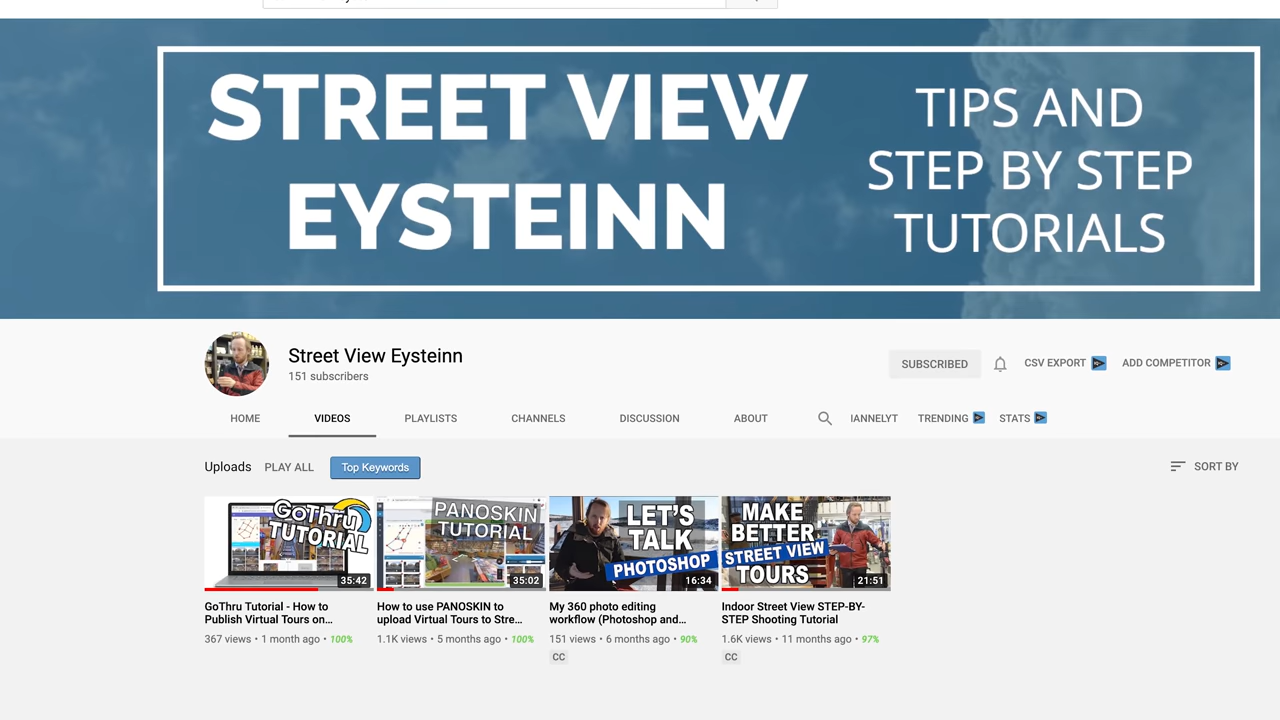 STREET VIEW
EYSTEINN
TIPS AND
STEP BY STEP
TUTORIALS
Street View Eysteinn
151 subscribers
SUBSCRIBED
CSV EXPORT
ADD COMPETITOR
HOME
VIDEOS
PLAYLISTS
CHANNELS
DISCUSSION
ABOUT
IANNELYT
TRENDING
STATS
Uploads
PLAY ALL
Top Keywords
SORT BY
GoThru
TUTORIAL
35:42
GoThru Tutorial - How to
Publish Virtual Tours on...
367 views • 1 month ago • 100%
PANOSKIN
TUTORIAL
35:02
How to use PANOSKIN to
upload Virtual Tours to Stre...
1.1K views • 5 months ago • 100%
LET'S
TALK
PHOTOSHOP
16:34
My 360 photo editing
workflow (Photoshop and...
151 views • 6 months ago • 90%
CC
MAKE
BETTER
STREET VIEW
TOURS
21:51
Indoor Street View STEP-BY-
STEP Shooting Tutorial
1.6K views • 11 months ago • 97%
CC